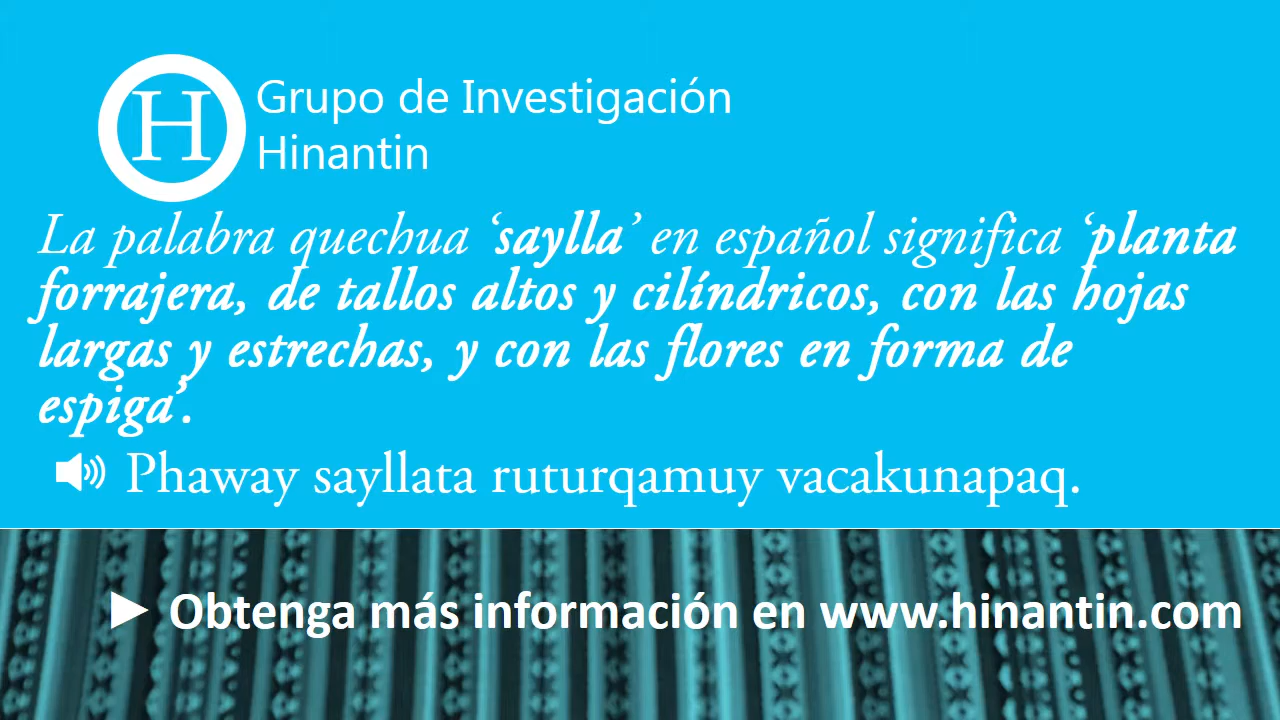 H
Grupo de Investigación
Hinantin
La palabra quechua ‘saylla’ en español significa ‘planta
forrajera, de tallos altos y cilíndricos, con las hojas
largas y estrechas, y con las flores en forma de
espiga’.
Phaway sayllata ruturqamuy vacakunapaq.
► Obtenga más información en www.hinantin.com